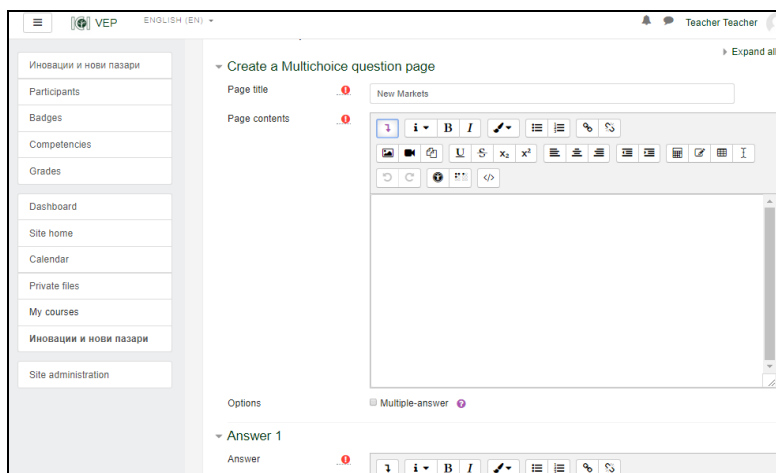 VEP ENGLISH (EN) Teacher Teacher
Expand all
Иновации и нови пазари
Participants
Badges
Competencies
Grades
Dashboard
Site home
Calendar
Private files
My courses
Иновации и нови пазари
Site administration
Create a Multichoice question page
Page title New Markets
Page contents
Options Multiple-answer
Answer 1
Answer